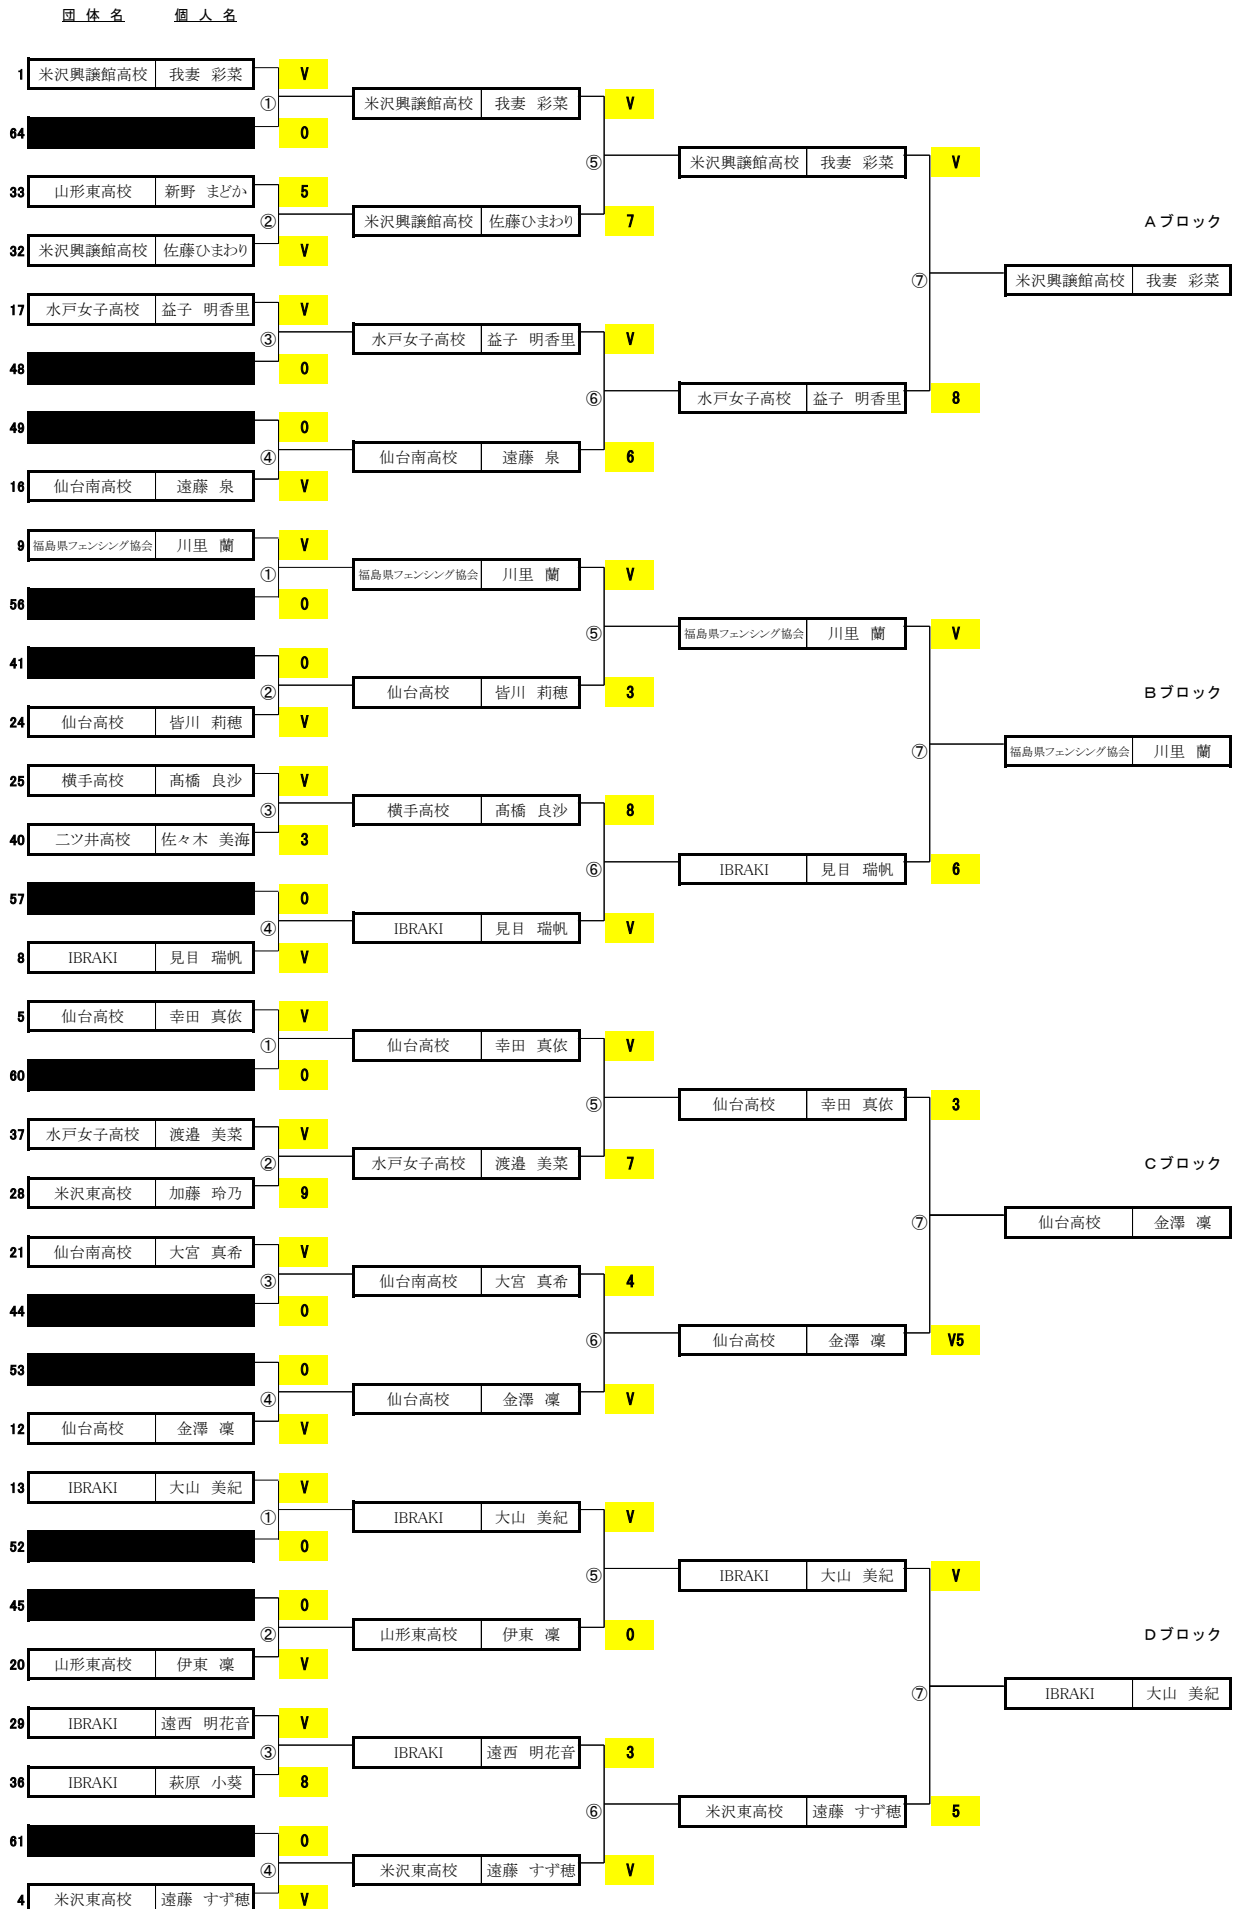 団 体 名 個 人 名
1 米沢興譲館高校 我妻 彩菜 V
① 米沢興譲館高校 我妻 彩菜 V
64 0
⑤ 米沢興譲館高校 我妻 彩菜 V
33 山形東高校 新野 まどか 5
② 米沢興譲館高校 佐藤ひまわり 7
Aブロック
32 米沢興譲館高校 佐藤ひまわり V
⑦ 米沢興譲館高校 我妻 彩菜
17 水戸女子高校 益子 明香里 V
③ 水戸女子高校 益子 明香里 V
48 0
⑥ 水戸女子高校 益子 明香里 8
49 0
④ 仙台南高校 遠藤 泉 6
16 仙台南高校 遠藤 泉 V
9 福島県フェンシング協会 川里 蘭 V
① 福島県フェンシング協会 川里 蘭 V
56 0
⑤ 福島県フェンシング協会 川里 蘭 V
41 0
② 仙台高校 皆川 莉穂 3
Bブロック
24 仙台高校 皆川 莉穂 V
⑦ 福島県フェンシング協会 川里 蘭
25 横手高校 髙橋 良沙 V
③ 横手高校 髙橋 良沙 8
40 二ツ井高校 佐々木 美海 3
⑥ IBRAKI 見目 瑞帆 6
57 0
④ IBRAKI 見目 瑞帆 V
8 IBRAKI 見目 瑞帆 V
5 仙台高校 幸田 真依 V
① 仙台高校 幸田 真依 V
60 0
⑤ 仙台高校 幸田 真依 3
37 水戸女子高校 渡邉 美菜 V
② 水戸女子高校 渡邉 美菜 7
Cブロック
28 米沢東高校 加藤 玲乃 9
⑦ 仙台高校 金澤 凜
21 仙台南高校 大宮 真希 V
③ 仙台南高校 大宮 真希 4
44 0
⑥ 仙台高校 金澤 凜 V5
53 0
④ 仙台高校 金澤 凜 V
12 仙台高校 金澤 凜 V
13 IBRAKI 大山 美紀 V
① IBRAKI 大山 美紀 V
52 0
⑤ IBRAKI 大山 美紀 V
45 0
② 山形東高校 伊東 凜 0
Dブロック
20 山形東高校 伊東 凜 V
⑦ IBRAKI 大山 美紀
29 IBRAKI 遠西 明花音 V
③ IBRAKI 遠西 明花音 3
36 IBRAKI 萩原 小葵 8
⑥ 米沢東高校 遠藤 すず穂 5
61 0
④ 米沢東高校 遠藤 すず穂 V
4 米沢東高校 遠藤 すず穂 V